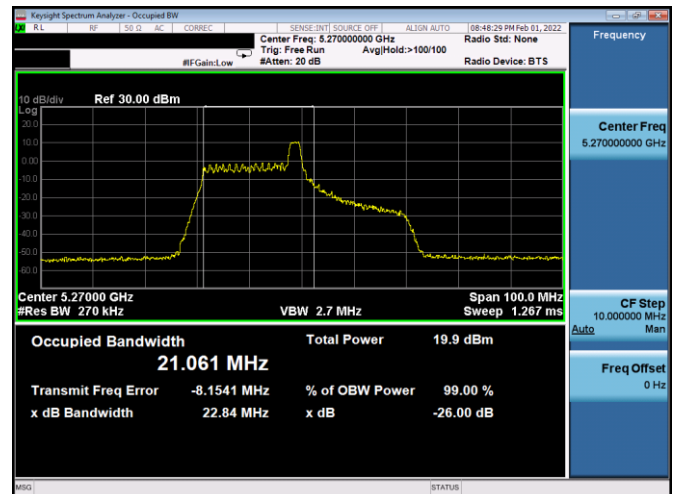 Keysight Spectrum Analyzer - Occupied BW
RL RF 50 Ω AC CORREC SENSE:INT SOURCE OFF ALIGN AUTO 08:48:29 PM Feb 01, 2022
Center Freq: 5.270000000 GHz Radio Std: None
Trig: Free Run Avg|Hold:>100/100
#IFGain:Low #Atten: 20 dB Radio Device: BTS
Frequency
10 dB/div Ref 30.00 dBm
Log
20.0
10.0
0.00
-10.0
-20.0
-30.0
-40.0
-50.0
-60.0
Center 5.27000 GHz Span 100.0 MHz
#Res BW 270 kHz VBW 2.7 MHz Sweep 1.267 ms
Occupied Bandwidth Total Power 19.9 dBm
21.061 MHz
Transmit Freq Error -8.1541 MHz % of OBW Power 99.00 %
x dB Bandwidth 22.84 MHz x dB -26.00 dB
Center Freq
5.270000000 GHz
CF Step
10.000000 MHz
Auto Man
Freq Offset
0 Hz
MSG STATUS